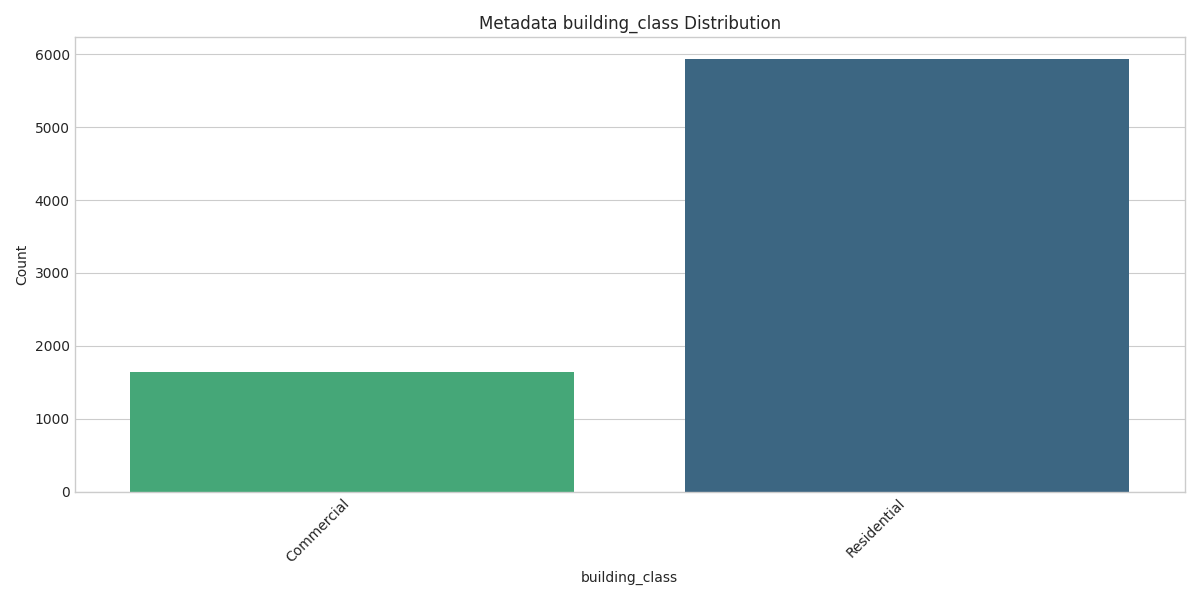 Metadata building_class Distribution
6000
5000
4000
3000
2000
1000
0
Count
Commercial
Residential
building_class